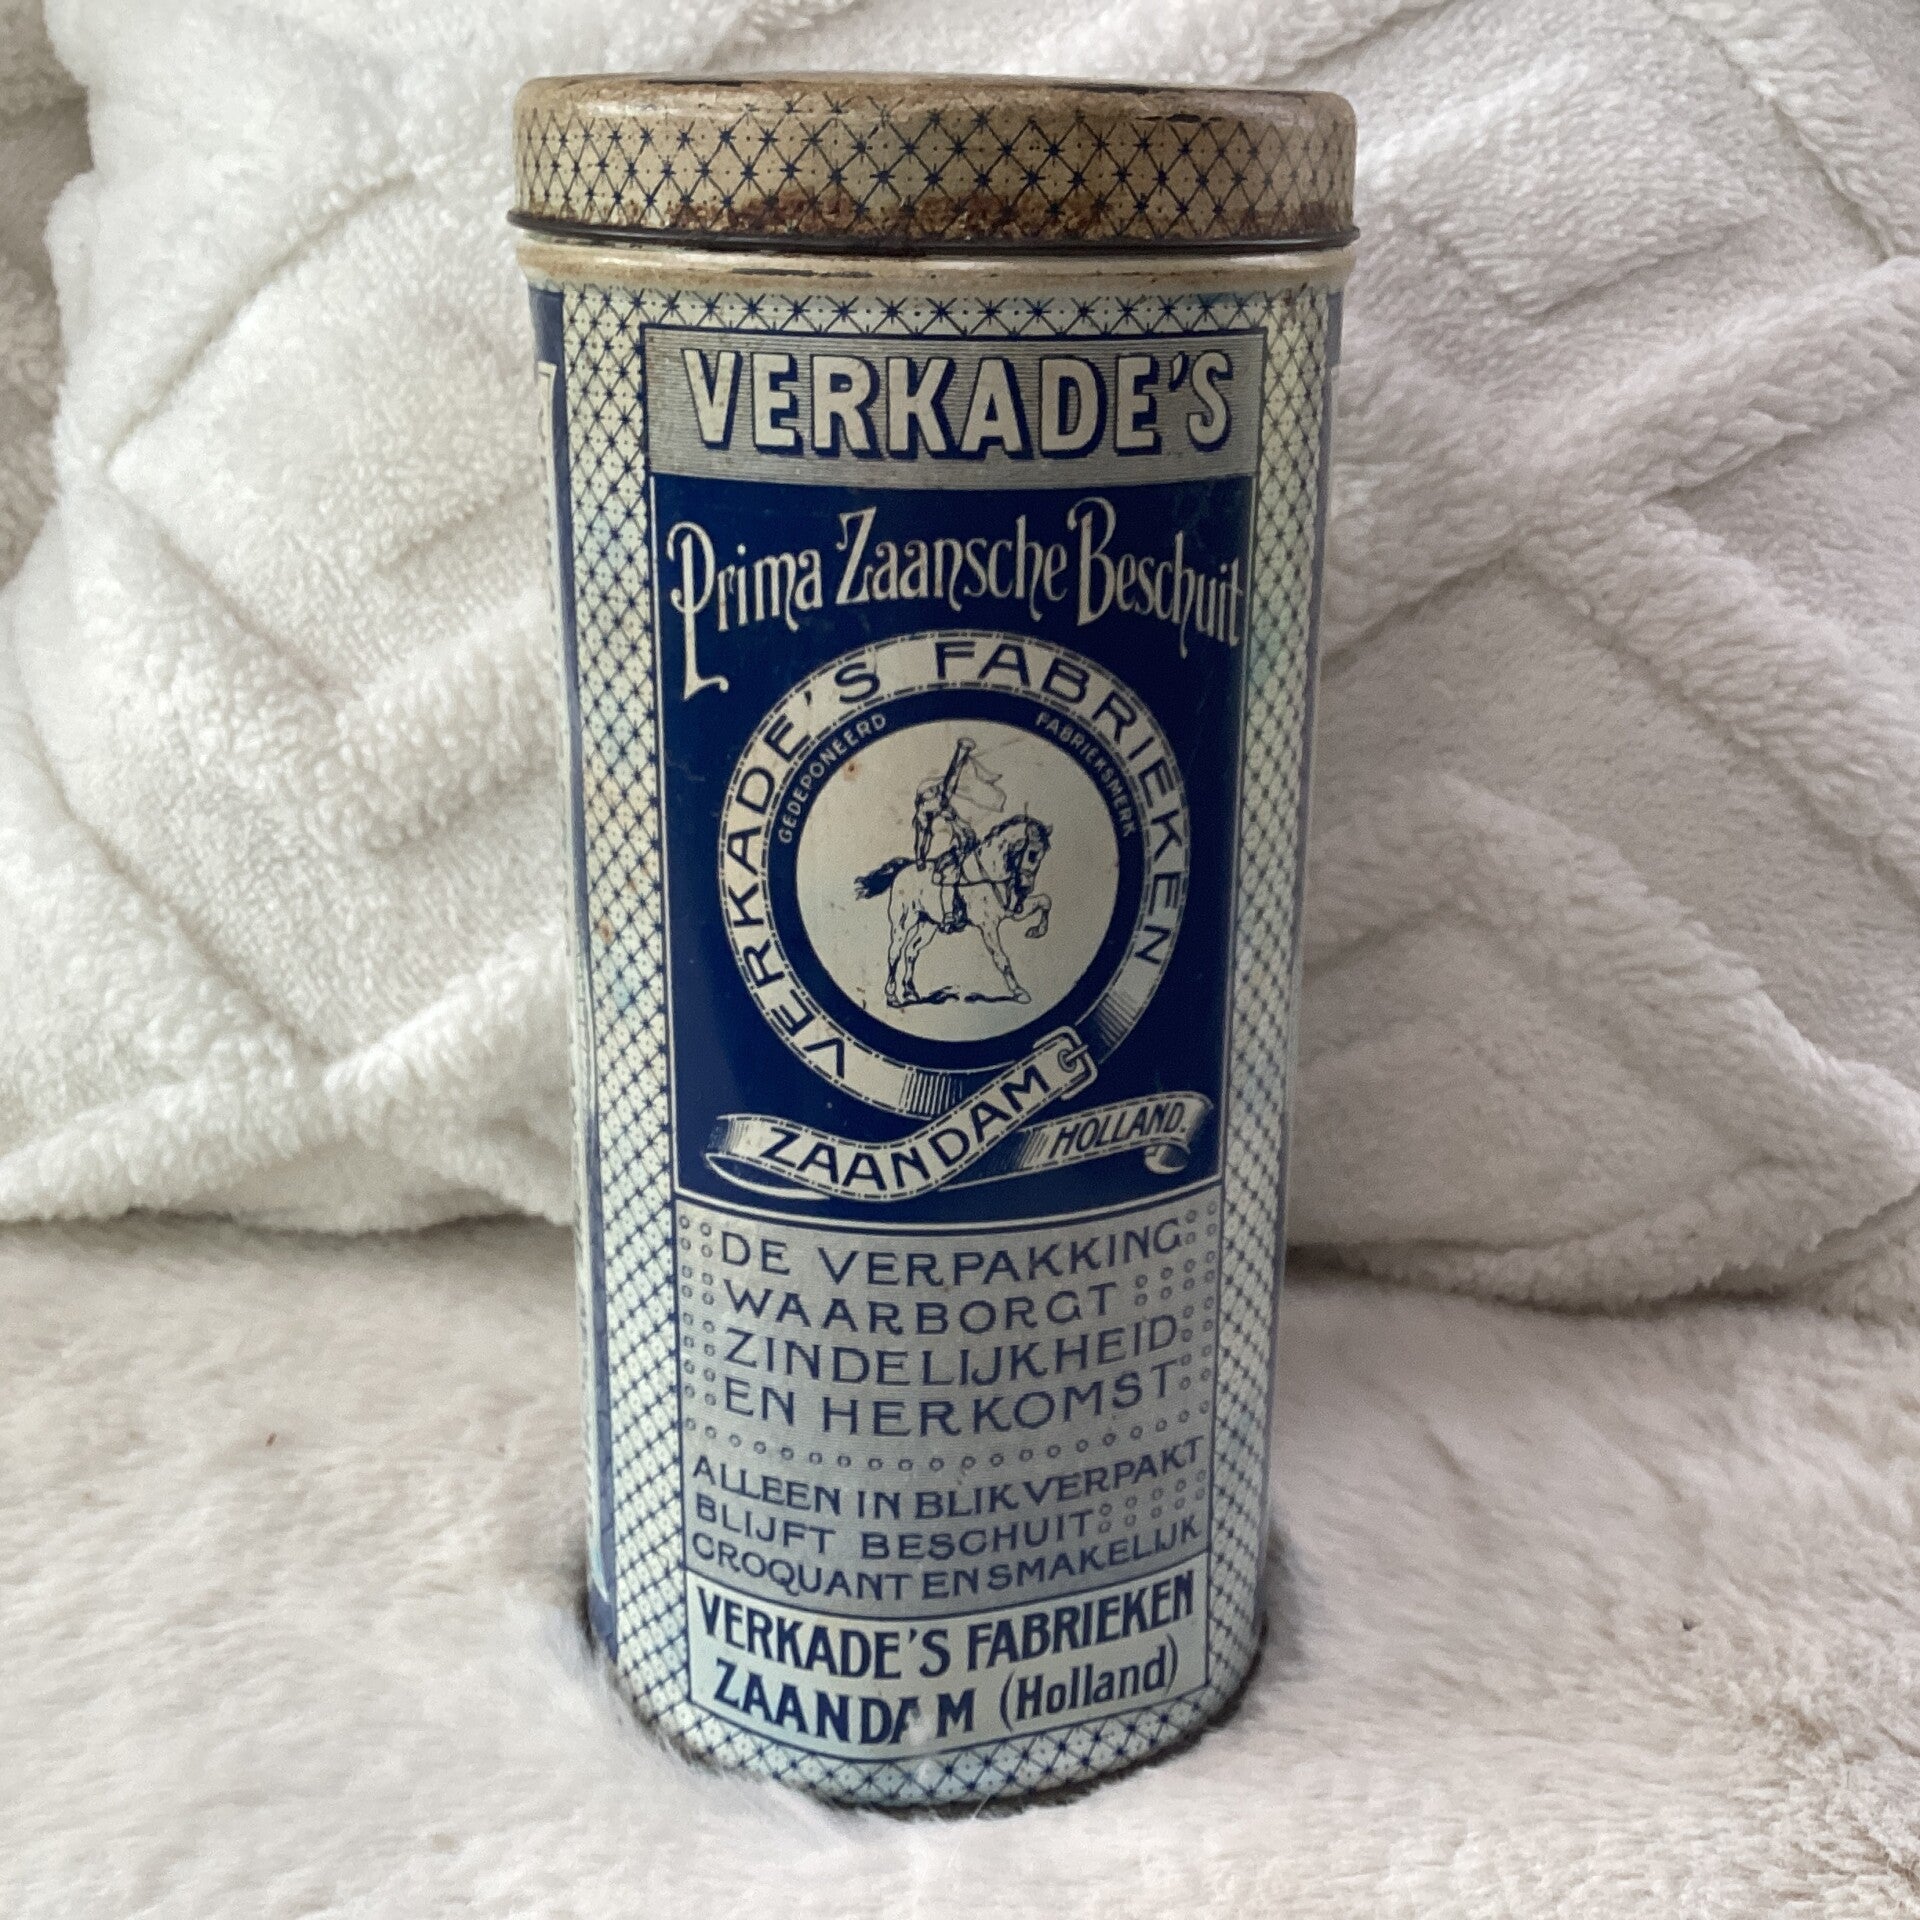 VERKADE'S
Prima Zaansche Beschuit
VERKADE'S FABRIEKEN
GEDEPONEERD FABRIEKSMERK
ZAANDAM HOLLAND.
DE VERPAKKING
WAARBORGT
ZINDELIJKHEID
EN HERKOMST
ALLEEN IN BLIK VERPAKT
BLIJFT BESCHUIT
CROQUANT EN SMAKELIJK
VERKADE'S FABRIEKEN
ZAANDAM (Holland)